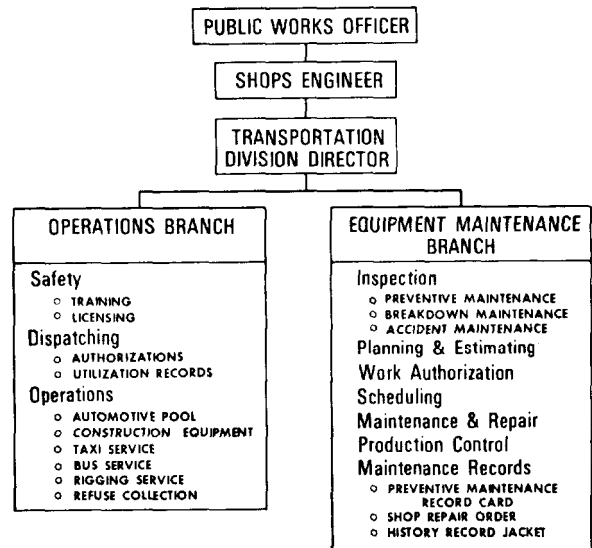 PUBLIC WORKS OFFICER
SHOPS ENGINEER
TRANSPORTATION
DIVISION DIRECTOR
OPERATIONS BRANCH
Safety
o TRAINING
o LICENSING
Dispatching
o AUTHORIZATIONS
o UTILIZATION RECORDS
Operations
o AUTOMOTIVE POOL
o CONSTRUCTION EQUIPMENT
o TAXI SERVICE
o BUS SERVICE
o RIGGING SERVICE
o REFUSE COLLECTION
EQUIPMENT MAINTENANCE
BRANCH
Inspection
o PREVENTIVE MAINTENANCE
o BREAKDOWN MAINTENANCE
o ACCIDENT MAINTENANCE
Planning & Estimating
Work Authorization
Scheduling
Maintenance & Repair
Production Control
Maintenance Records
o PREVENTIVE MAINTENANCE
RECORD CARD
o SHOP REPAIR ORDER
o HISTORY RECORD JACKET